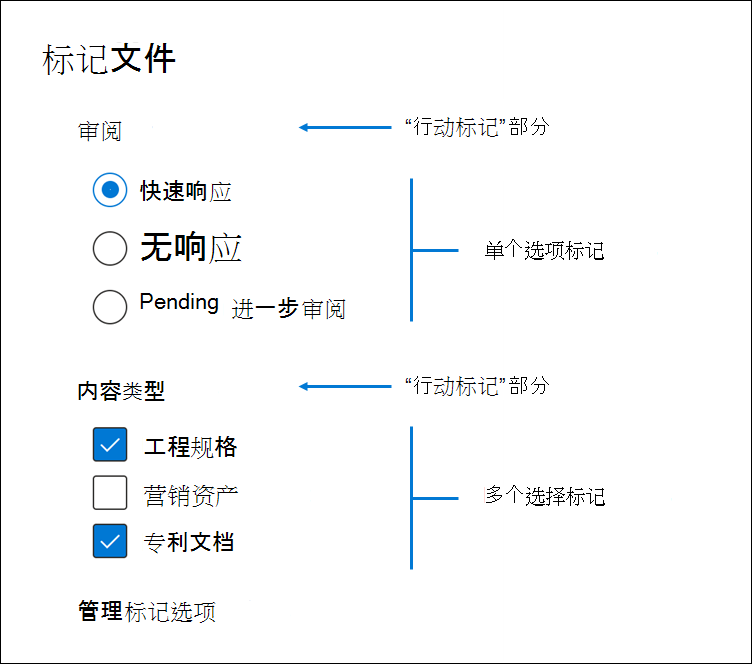 标记文件
审阅
“行动标记”部分
快速响应
无响应
单个选项标记
Pending 进一步审阅
内容类型
“行动标记”部分
工程规格
营销资产
多个选择标记
专利文档
管理标记选项